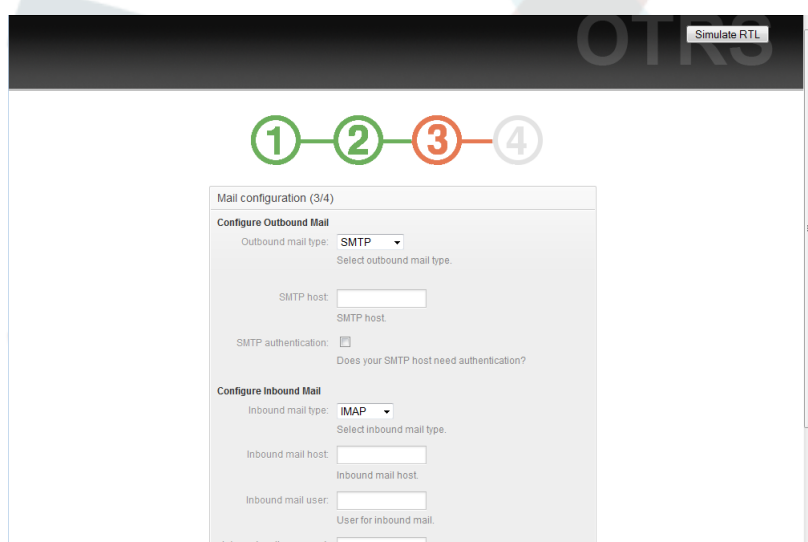 OTRS
Simulate RTL
1 2 3 4
Mail configuration (3/4)
Configure Outbound Mail
Outbound mail type: SMTP
Select outbound mail type.
SMTP host:
SMTP host.
SMTP authentication:
Does your SMTP host need authentication?
Configure Inbound Mail
Inbound mail type: IMAP
Select inbound mail type.
Inbound mail host:
Inbound mail host.
Inbound mail user:
User for inbound mail.